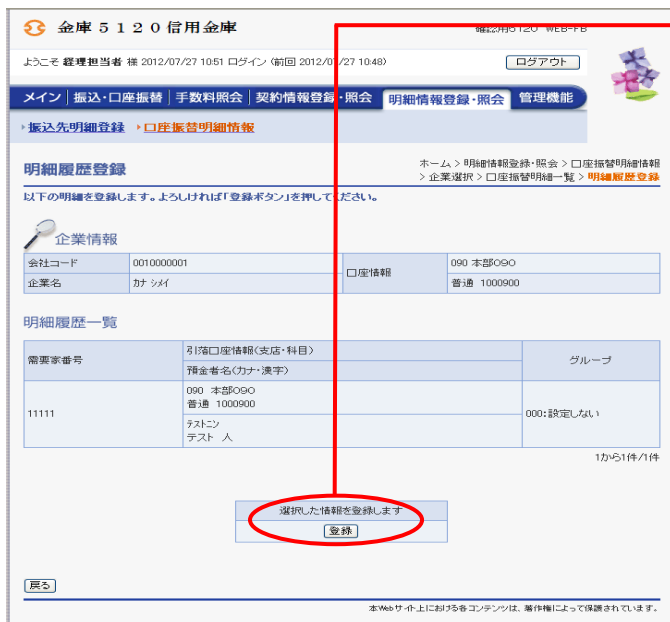 金庫５１２０信用金庫
確認用5120 WEB-FB
ようこそ 経理担当者 様 2012/07/27 10:51 ログイン (前回 2012/07/27 10:48)
ログアウト
メイン 振込・口座振替 手数料照会 契約情報登録・照会 明細情報登録・照会 管理機能
振込先明細登録 口座振替明細情報
明細履歴登録
ホーム > 明細情報登録・照会 > 口座振替明細情報
> 企業選択 > 口座振替明細一覧 > 明細履歴登録
以下の明細を登録します。よろしければ「登録ボタン」を押してください。
企業情報
会社コード 0010000001 口座情報 090 本部090
企業名 カナ シメイ 普通 1000900
明細履歴一覧
需要家番号 引落口座情報(支店・科目) グループ
預金者名(カナ・漢字)
11111 090 本部090
普通 1000900
000:設定しない
テストニン
テスト 人
1から1件/1件
選択した情報を登録します
登録
戻る
本Webサイト上における各コンテンツは、著作権によって保護されています。